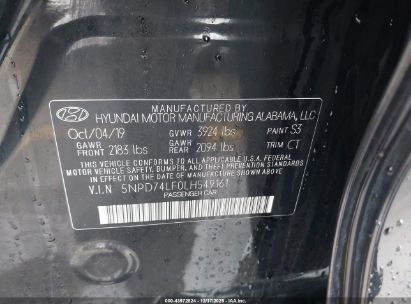 MANUFACTURED BY
HYUNDAI MOTOR MANUFACTURING ALABAMA, LLC
Oct/04/19 GVWR 3924 lbs PAINT S3
GAWR FRONT 2183 lbs GAWR REAR 2094 lbs TRIM CT
THIS VEHICLE CONFORMS TO ALL APPLICABLE U.S. FEDERAL
MOTOR VEHICLE SAFETY, BUMPER, AND THEFT PREVENTION STANDARDS
IN EFFECT ON THE DATE OF MANUFACTURE SHOWN ABOVE.
V.I.N 5NPD74LF0LH549161
PASSENGER CAR